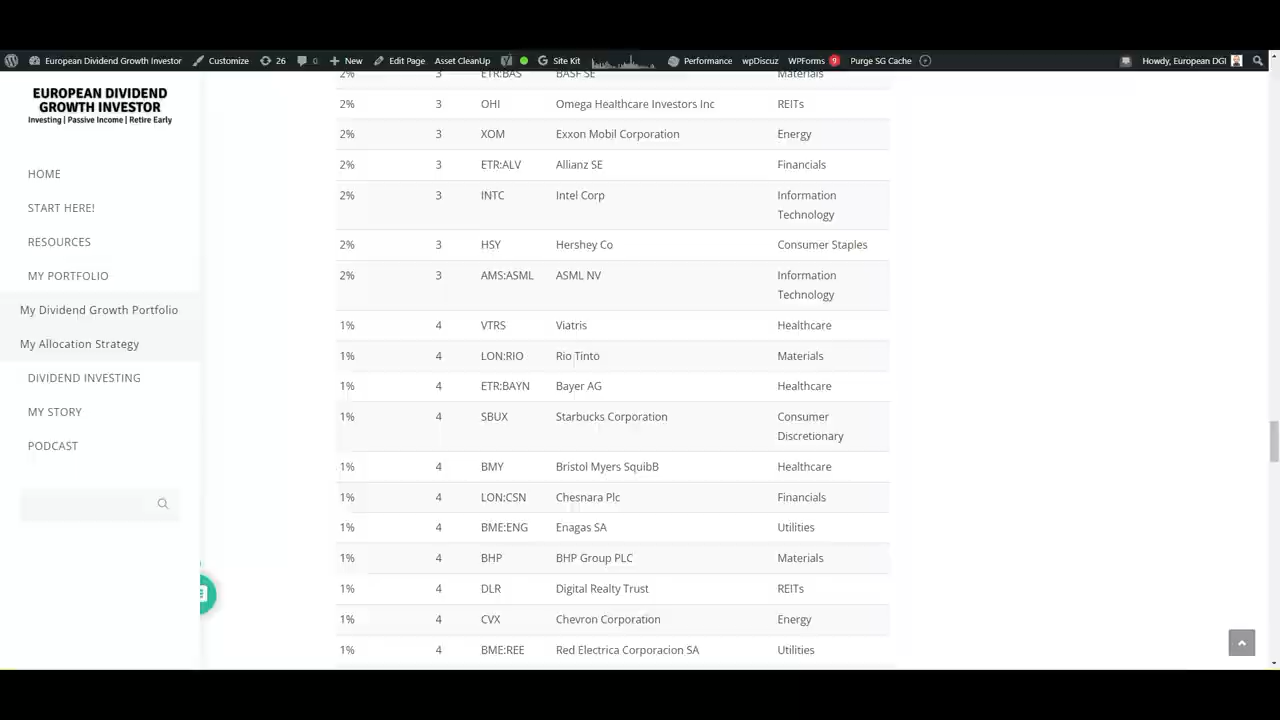 European Dividend Growth Investor Customize 26 0 New Edit Page Asset CleanUp Site Kit Performance wpDiscuz WPForms 9 Purge SG Cache Howdy, European DGI
EUROPEAN DIVIDEND
GROWTH INVESTOR
Investing | Passive Income | Retire Early
HOME
START HERE!
RESOURCES
MY PORTFOLIO
My Dividend Growth Portfolio
My Allocation Strategy
DIVIDEND INVESTING
MY STORY
PODCAST
2% 3 ETR:BAS BASF SE Materials
2% 3 OHI Omega Healthcare Investors Inc REITs
2% 3 XOM Exxon Mobil Corporation Energy
2% 3 ETR:ALV Allianz SE Financials
2% 3 INTC Intel Corp Information
Technology
2% 3 HSY Hershey Co Consumer Staples
2% 3 AMS:ASML ASML NV Information
Technology
1% 4 VTRS Viatris Healthcare
1% 4 LON:RIO Rio Tinto Materials
1% 4 ETR:BAYN Bayer AG Healthcare
1% 4 SBUX Starbucks Corporation Consumer
Discretionary
1% 4 BMY Bristol Myers SquibB Healthcare
1% 4 LON:CSN Chesnara Plc Financials
1% 4 BME:ENG Enagas SA Utilities
1% 4 BHP BHP Group PLC Materials
1% 4 DLR Digital Realty Trust REITs
1% 4 CVX Chevron Corporation Energy
1% 4 BME:REE Red Electrica Corporacion SA Utilities